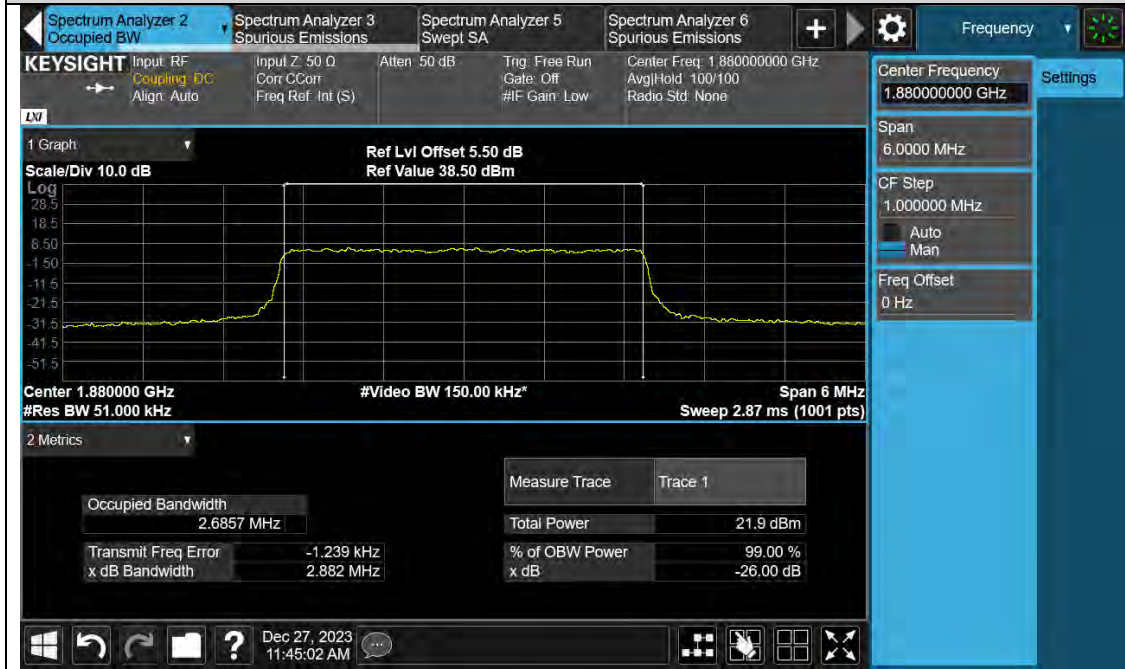 Spectrum Analyzer 2
Occupied BW
Spectrum Analyzer 3
Spurious Emissions
Spectrum Analyzer 5
Swept SA
Spectrum Analyzer 6
Spurious Emissions
+
Frequency
KEYSIGHT
Input: RF
Coupling: DC
Align: Auto
Input Z: 50 Ω
Corr CCorr
Freq Ref: Int (S)
Atten: 50 dB
Trig: Free Run
Gate: Off
#IF Gain: Low
Center Freq: 1.880000000 GHz
Avg|Hold: 100/100
Radio Std: None
LXI
Center Frequency
1.880000000 GHz
Settings
Span
6.0000 MHz
CF Step
1.000000 MHz
Auto
Man
Freq Offset
0 Hz
1 Graph
Scale/Div 10.0 dB
Ref Lvl Offset 5.50 dB
Ref Value 38.50 dBm
Log
28.5
18.5
8.50
-1.50
-11.5
-21.5
-31.5
-41.5
-51.5
Center 1.880000 GHz
#Video BW 150.00 kHz*
Span 6 MHz
#Res BW 51.000 kHz
Sweep 2.87 ms (1001 pts)
2 Metrics
Measure Trace
Trace 1
Occupied Bandwidth
2.6857 MHz
Total Power
21.9 dBm
Transmit Freq Error
-1.239 kHz
% of OBW Power
99.00 %
x dB Bandwidth
2.882 MHz
x dB
-26.00 dB
?
Dec 27, 2023
11:45:02 AM